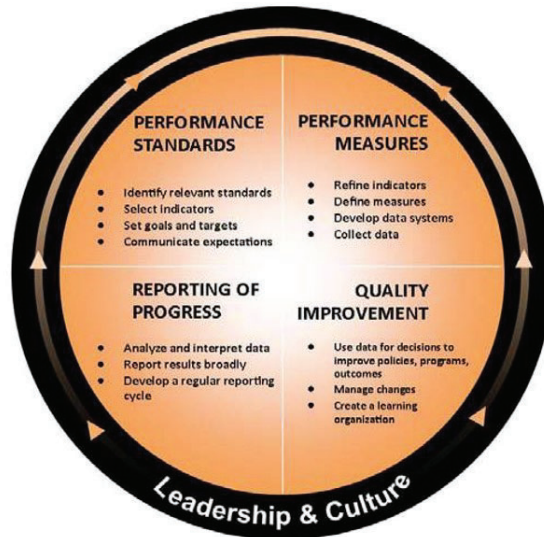 PERFORMANCE
STANDARDS
• Identify relevant standards
• Select indicators
• Set goals and targets
• Communicate expectations
PERFORMANCE
MEASURES
• Refine indicators
• Define measures
• Develop data systems
• Collect data
REPORTING OF
PROGRESS
• Analyze and interpret data
• Report results broadly
• Develop a regular reporting
cycle
QUALITY
IMPROVEMENT
• Use data for decisions to
improve policies, programs,
outcomes
• Manage changes
• Create a learning
organization
Leadership & Culture